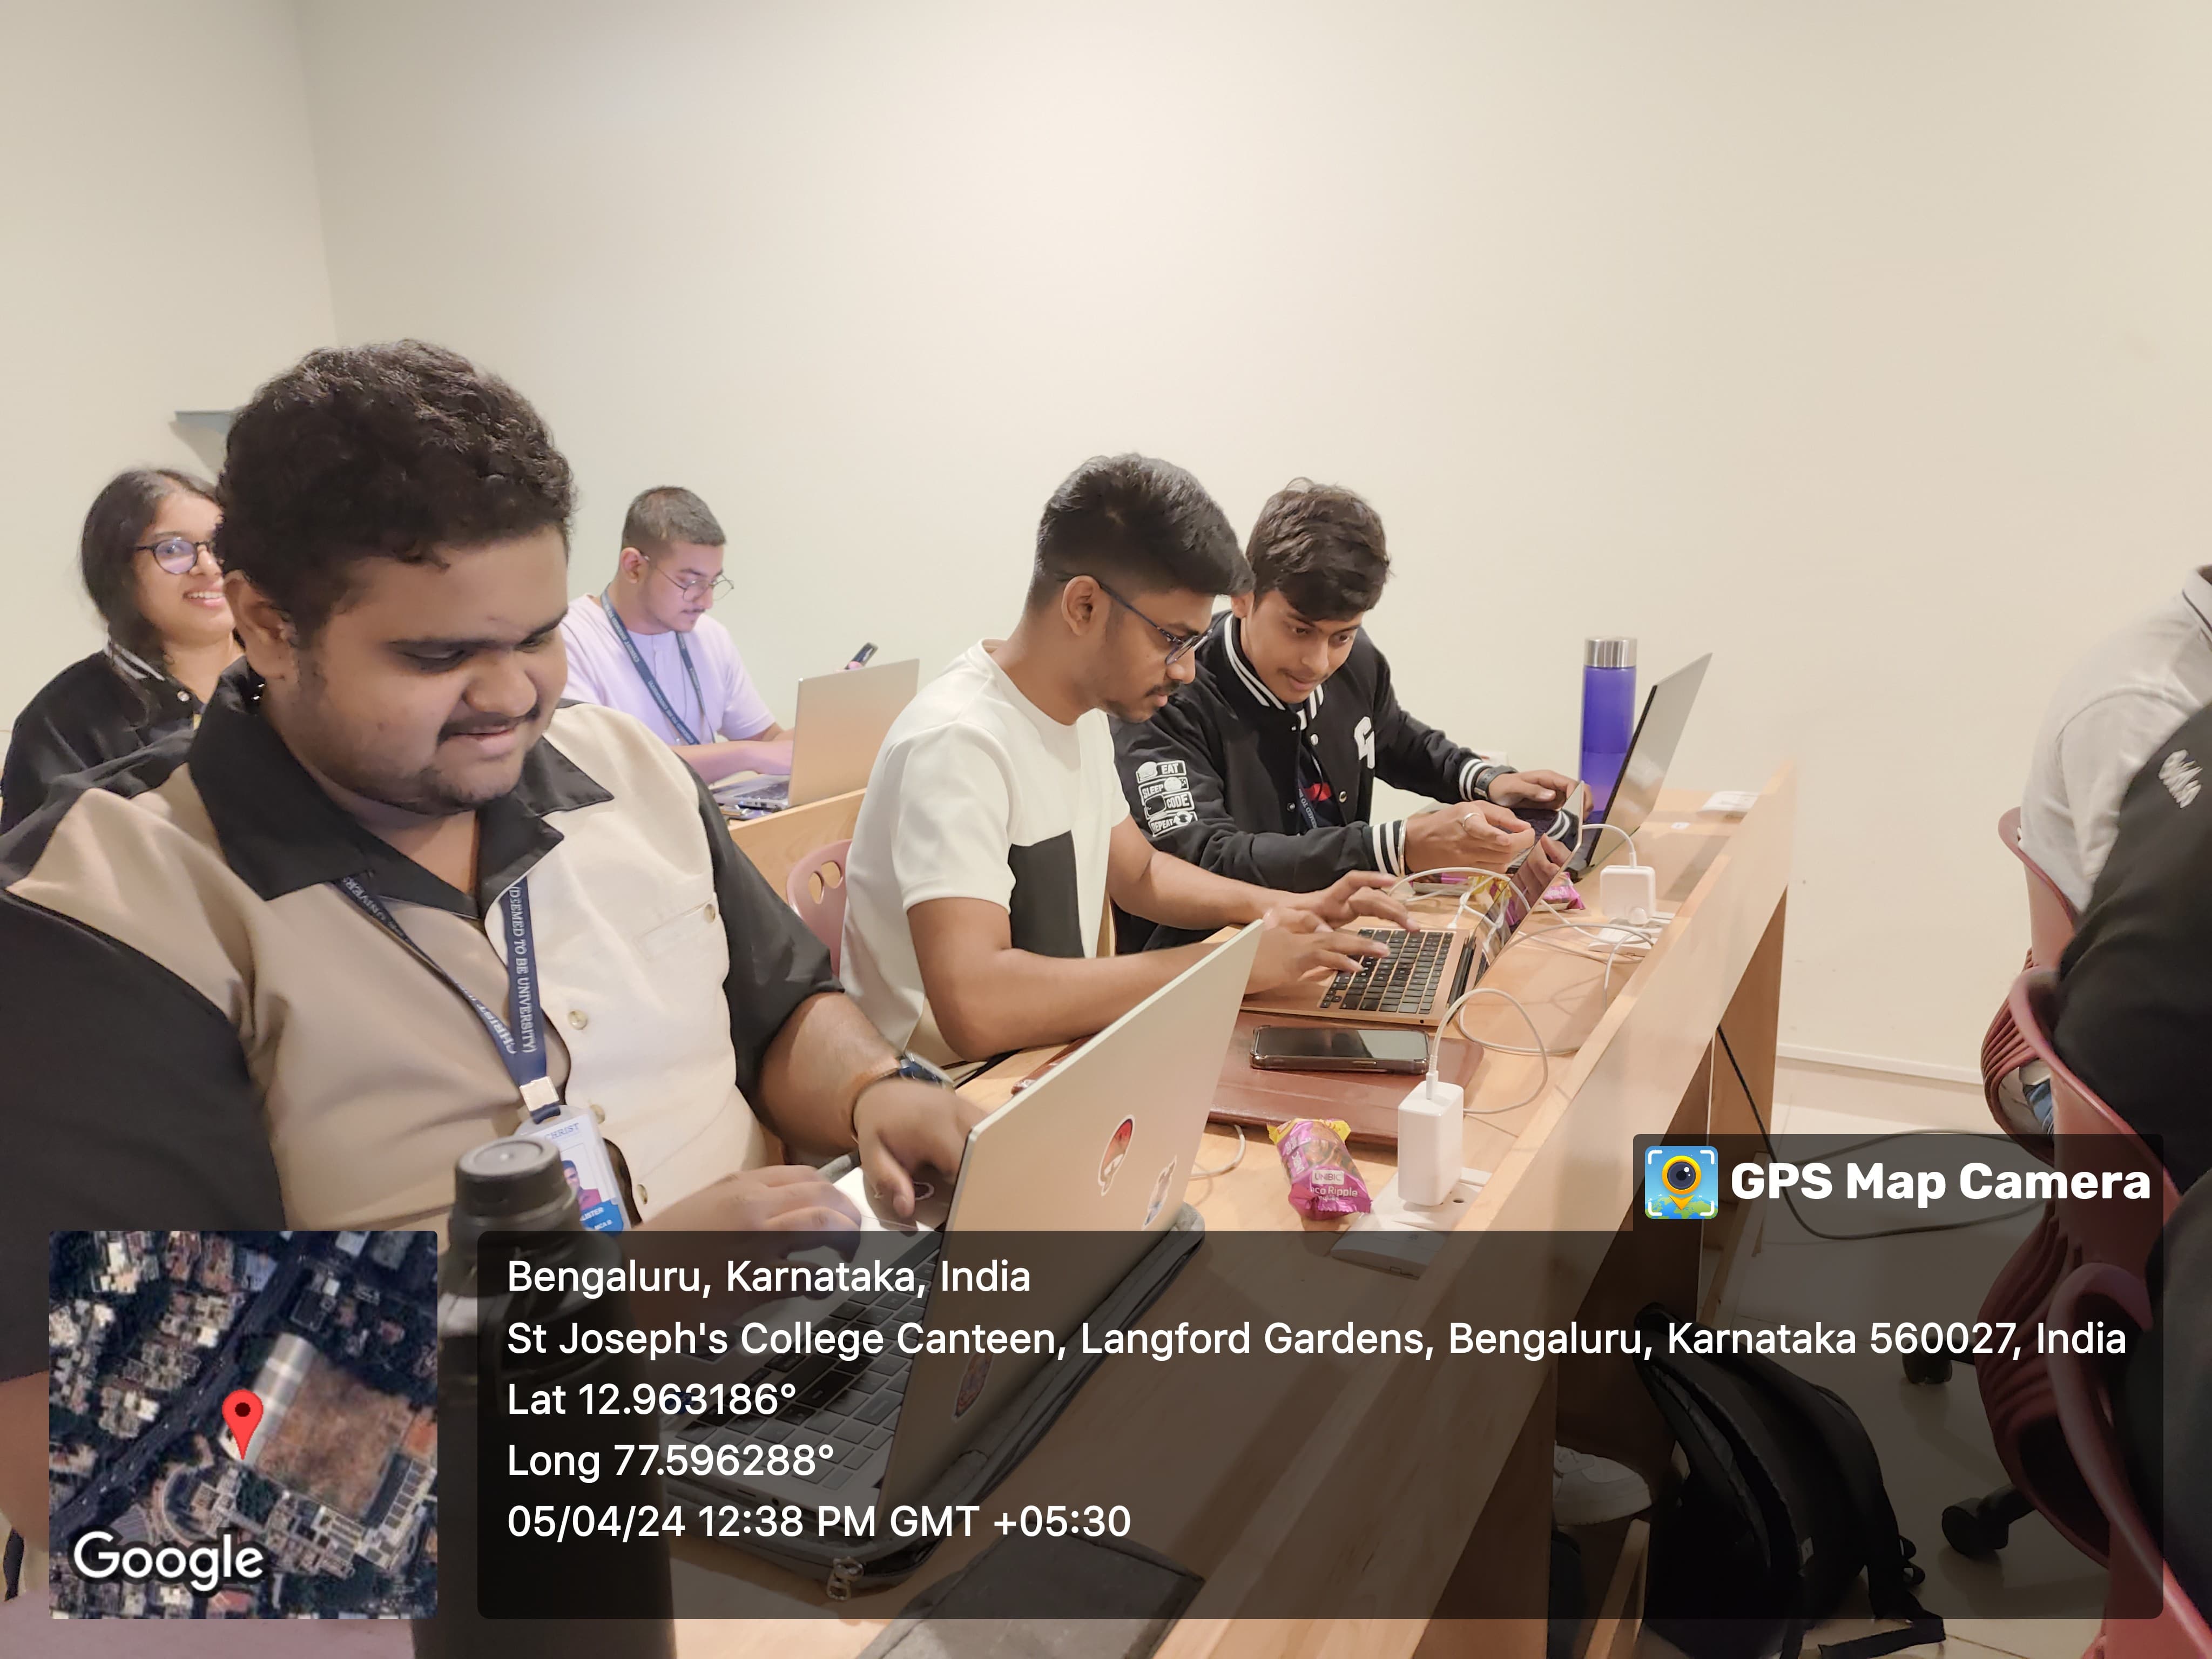 EAT
SLEEP
CODE
REPEAT
(DEEMED TO BE UNIVERSITY)
CHRIST
UNIBIC
GPS Map Camera
Bengaluru, Karnataka, India
St Joseph's College Canteen, Langford Gardens, Bengaluru, Karnataka 560027, India
Lat 12.963186°
Long 77.596288°
05/04/24 12:38 PM GMT +05:30
Google